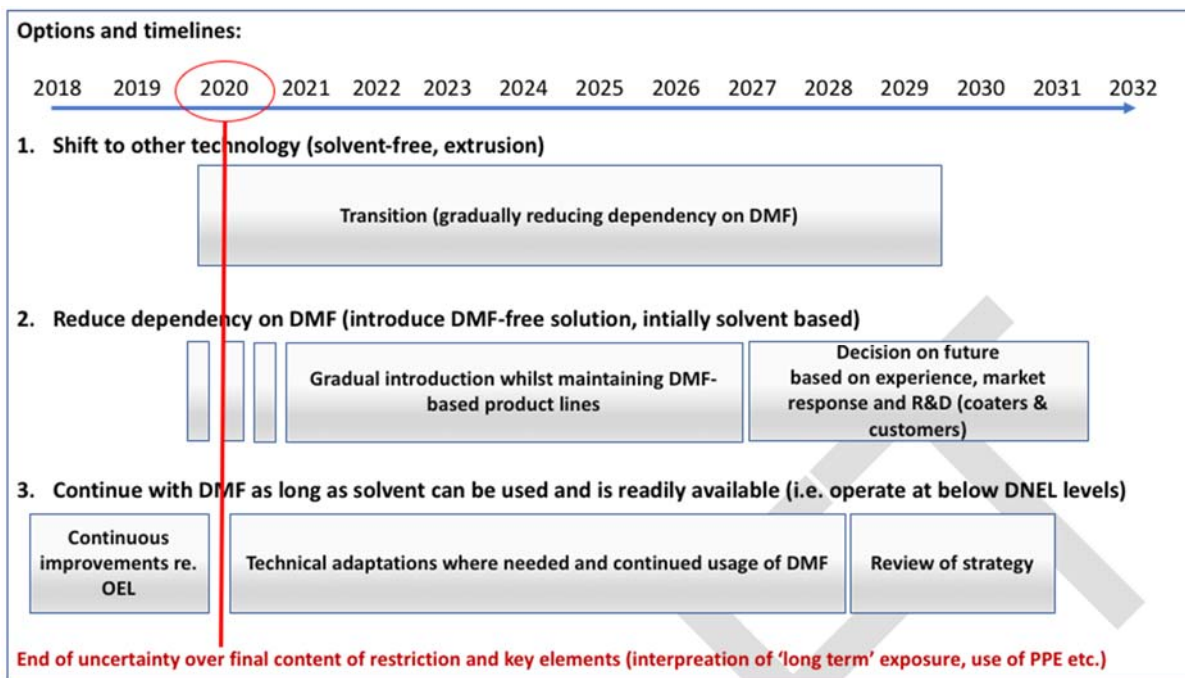 Options and timelines:
2018 2019 2020 2021 2022 2023 2024 2025 2026 2027 2028 2029 2030 2031 2032
1. Shift to other technology (solvent-free, extrusion)
Transition (gradually reducing dependency on DMF)
2. Reduce dependency on DMF (introduce DMF-free solution, intially solvent based)
Gradual introduction whilst maintaining DMF-
based product lines
Decision on future
based on experience, market
response and R&D (coaters &
customers)
3. Continue with DMF as long as solvent can be used and is readily available (i.e. operate at below DNEL levels)
Continuous
improvements re.
OEL
Technical adaptations where needed and continued usage of DMF
Review of strategy
End of uncertainty over final content of restriction and key elements (interpreation of ‘long term’ exposure, use of PPE etc.)